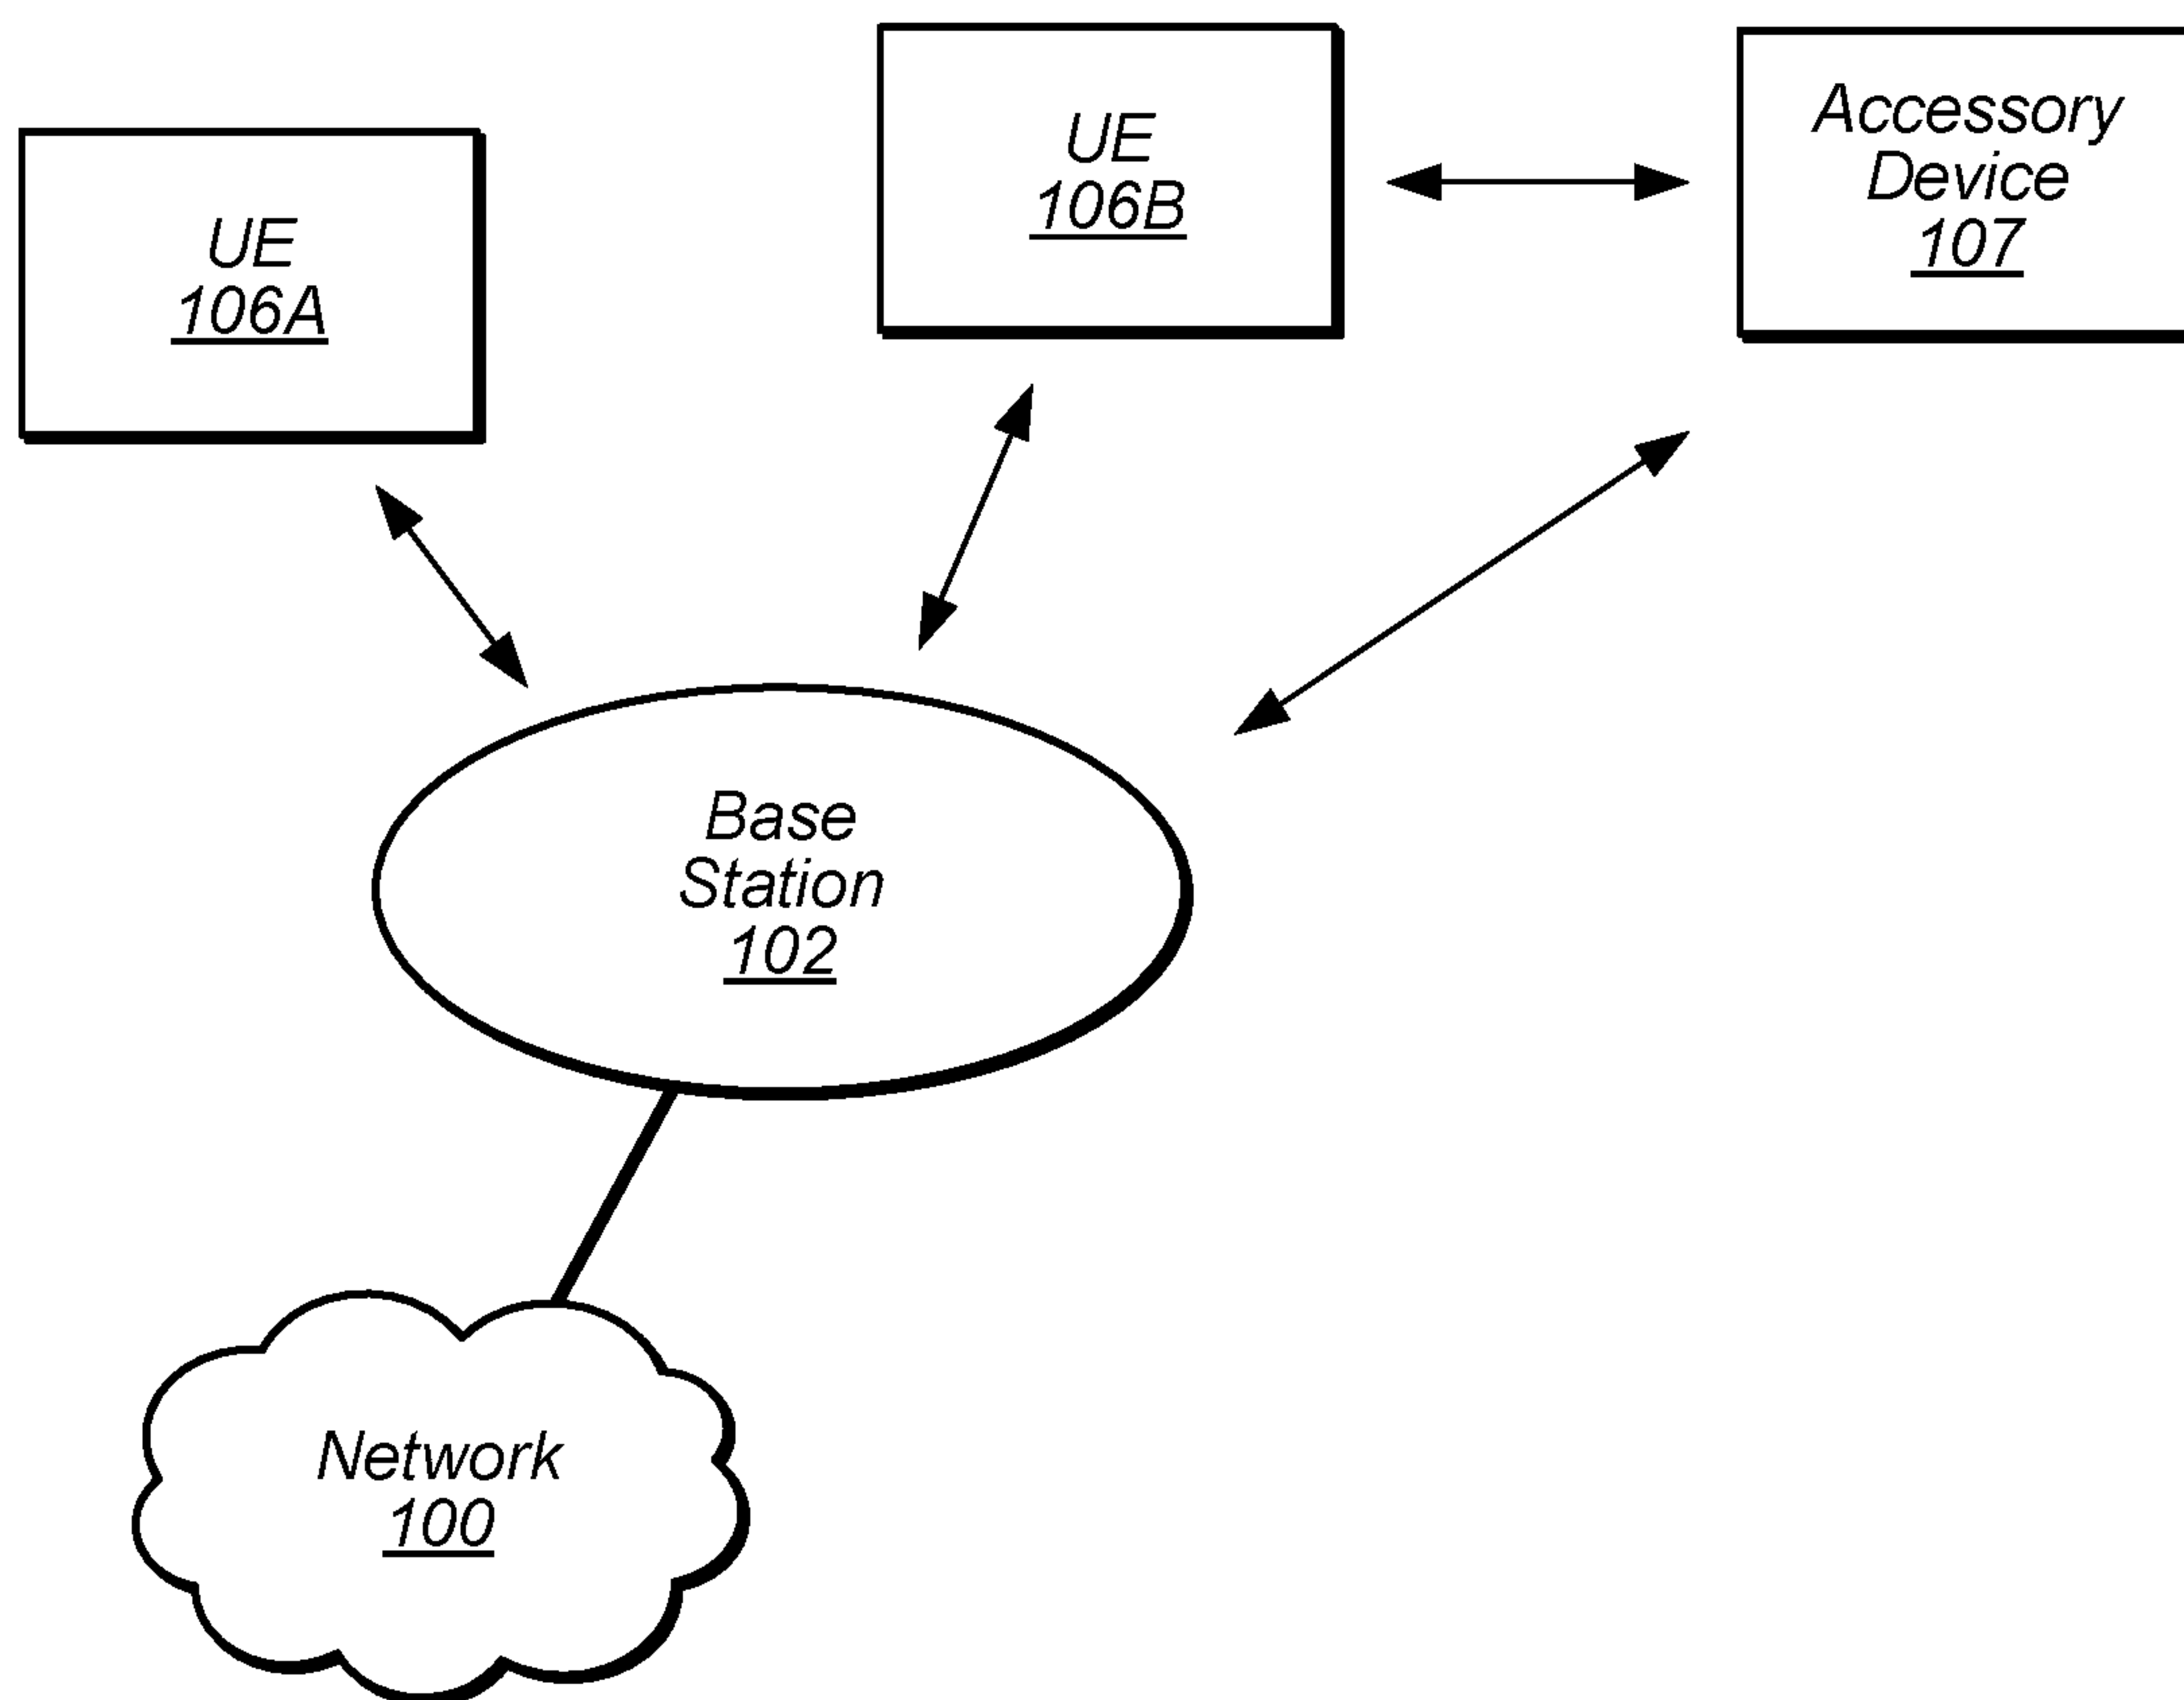 UE
106A
UE
106B
Accessory
Device
107
Base
Station
102
Network
100